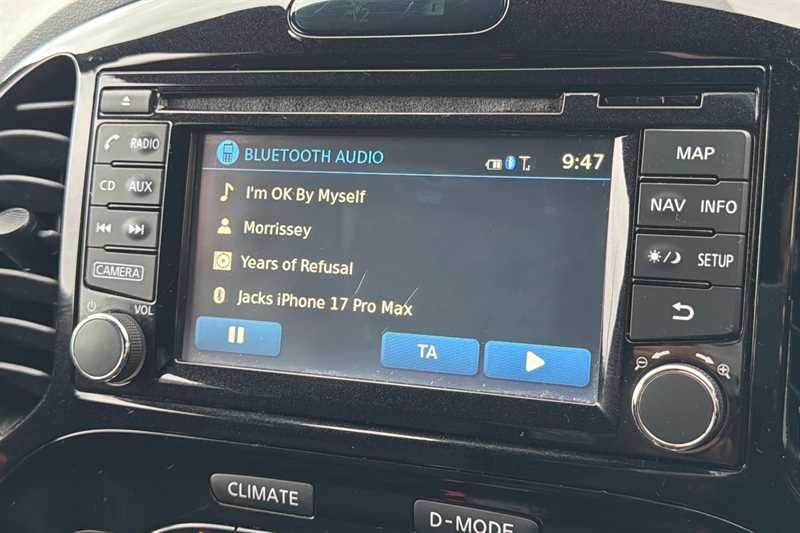 BLUETOOTH AUDIO
9:47
I'm OK By Myself
Morrissey
Years of Refusal
Jacks iPhone 17 Pro Max
TA
RADIO
CD AUX
CAMERA
VOL
MAP
NAV INFO
SETUP
CLIMATE
D-MODE